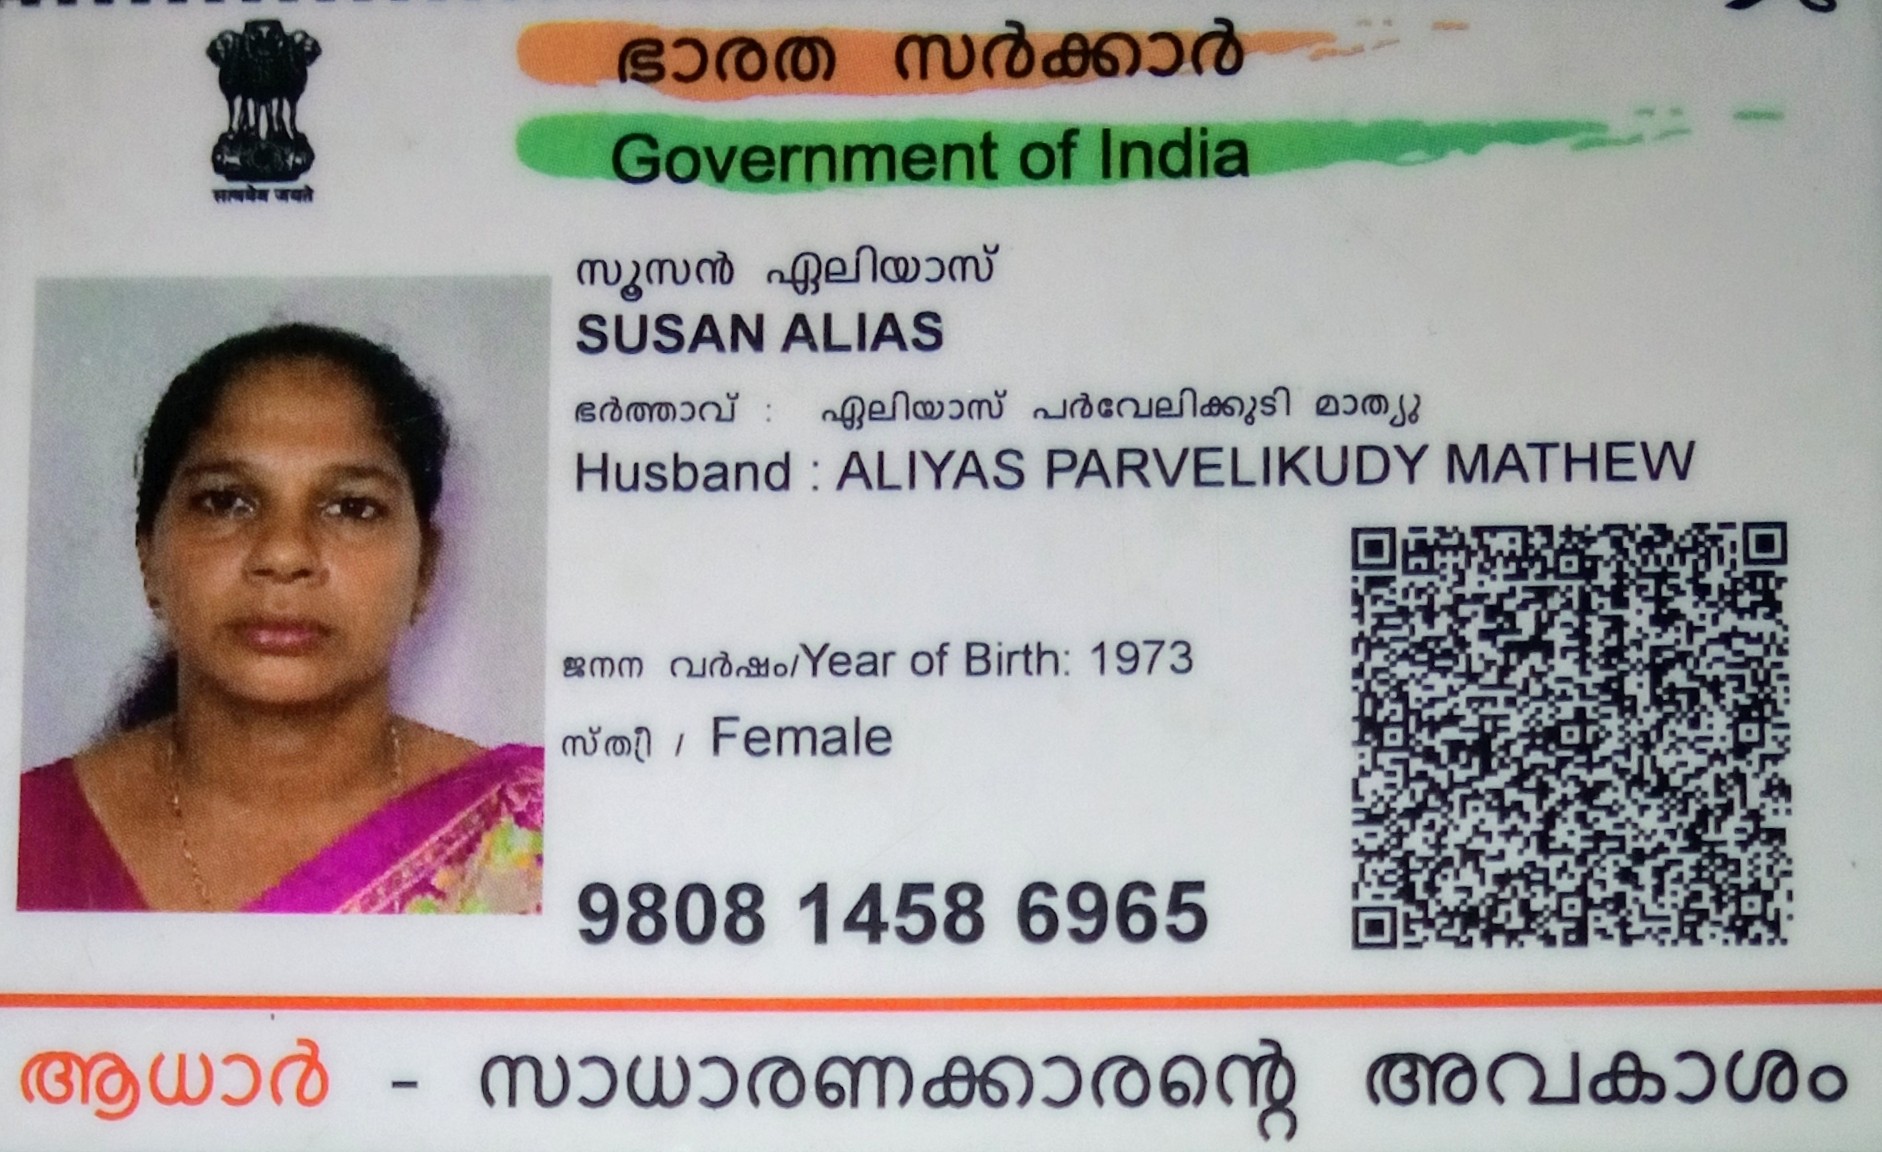 ഭാരത സർക്കാർ
Government of India
सत्यमेव जयते
സൂസൻ ഏലിയാസ്
SUSAN ALIAS
ഭർത്താവ് : ഏലിയാസ് പർവേലിക്കുടി മാത്യു
Husband : ALIYAS PARVELIKUDY MATHEW
ജനന വർഷം/Year of Birth: 1973
സ്ത്രീ / Female
9808 1458 6965
ആധാർ - സാധാരണക്കാരന്റെ അവകാശം